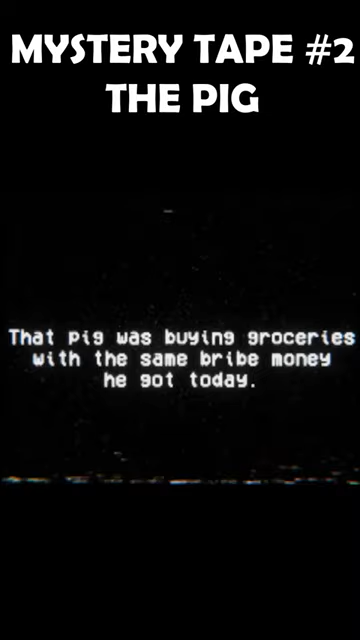 MYSTERY TAPE #2
THE PIG
That pig was buying groceries
with the same bribe money
he got today.